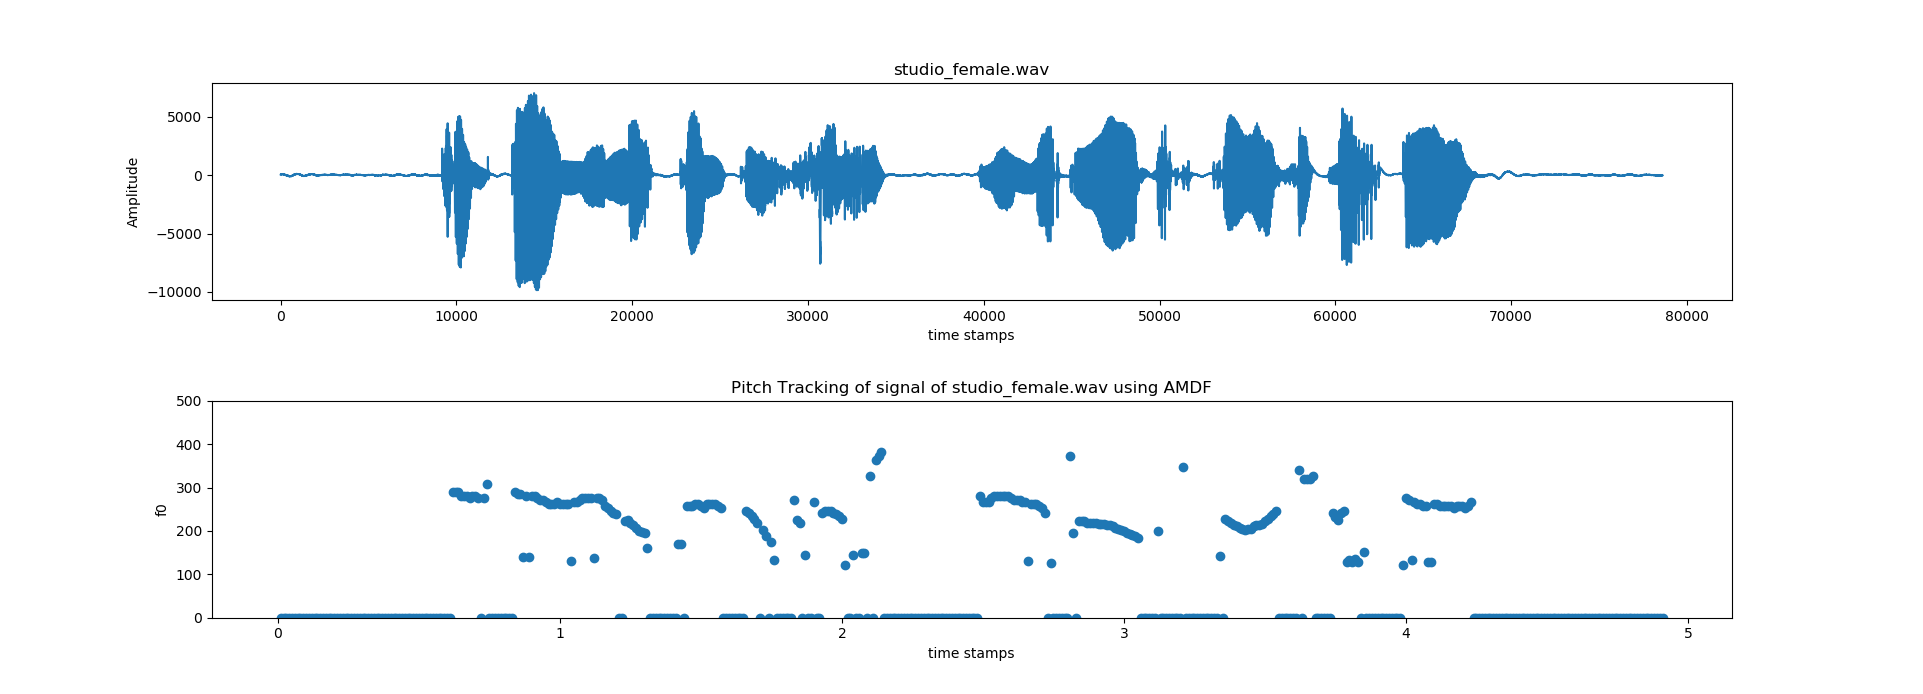 studio_female.wav
Amplitude
5000
0
−5000
−10000
0 10000 20000 30000 40000 50000 60000 70000 80000
time stamps
Pitch Tracking of signal of studio_female.wav using AMDF
f0
500
400
300
200
100
0
0 1 2 3 4 5
time stamps